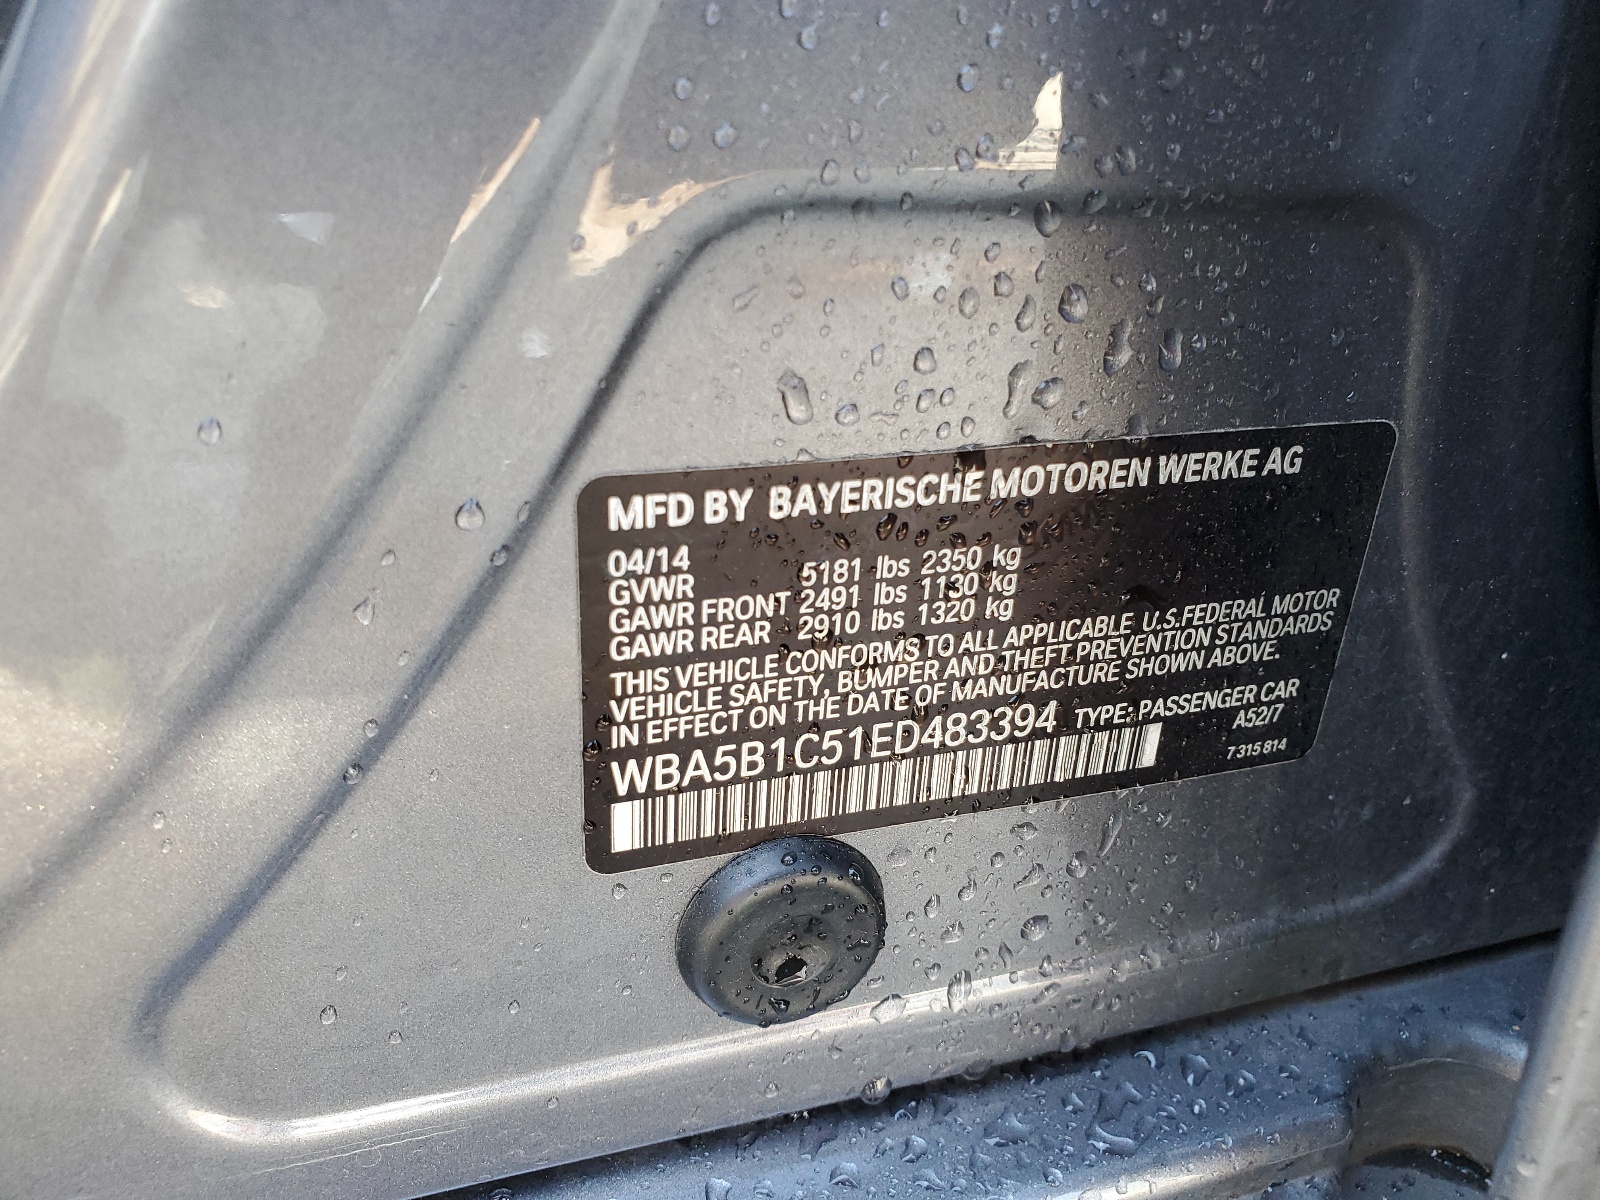 MFD BY BAYERISCHE MOTOREN WERKE AG
04/14
GVWR 5181 lbs 2350 kg
GAWR FRONT 2491 lbs 1130 kg
GAWR REAR 2910 lbs 1320 kg
THIS VEHICLE CONFORMS TO ALL APPLICABLE U.S. FEDERAL MOTOR
VEHICLE SAFETY, BUMPER AND THEFT PREVENTION STANDARDS
IN EFFECT ON THE DATE OF MANUFACTURE SHOWN ABOVE.
WBA5B1C51ED483394 TYPE: PASSENGER CAR
A52/7
7 315 814